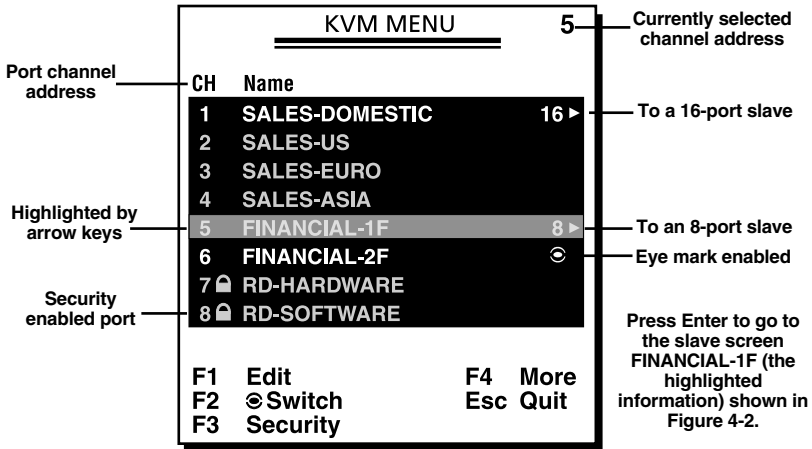 KVM MENU 5
Currently selected
channel address
Port channel
address
CH Name
1 SALES-DOMESTIC 16 ►
To a 16-port slave
2 SALES-US
3 SALES-EURO
4 SALES-ASIA
Highlighted by
arrow keys
5 FINANCIAL-1F 8 ►
To an 8-port slave
6 FINANCIAL-2F
Eye mark enabled
7 RD-HARDWARE
Security
enabled port
8 RD-SOFTWARE
Press Enter to go to
the slave screen
FINANCIAL-1F (the
highlighted
information) shown in
Figure 4-2.
F1 Edit F4 More
F2 Switch Esc Quit
F3 Security